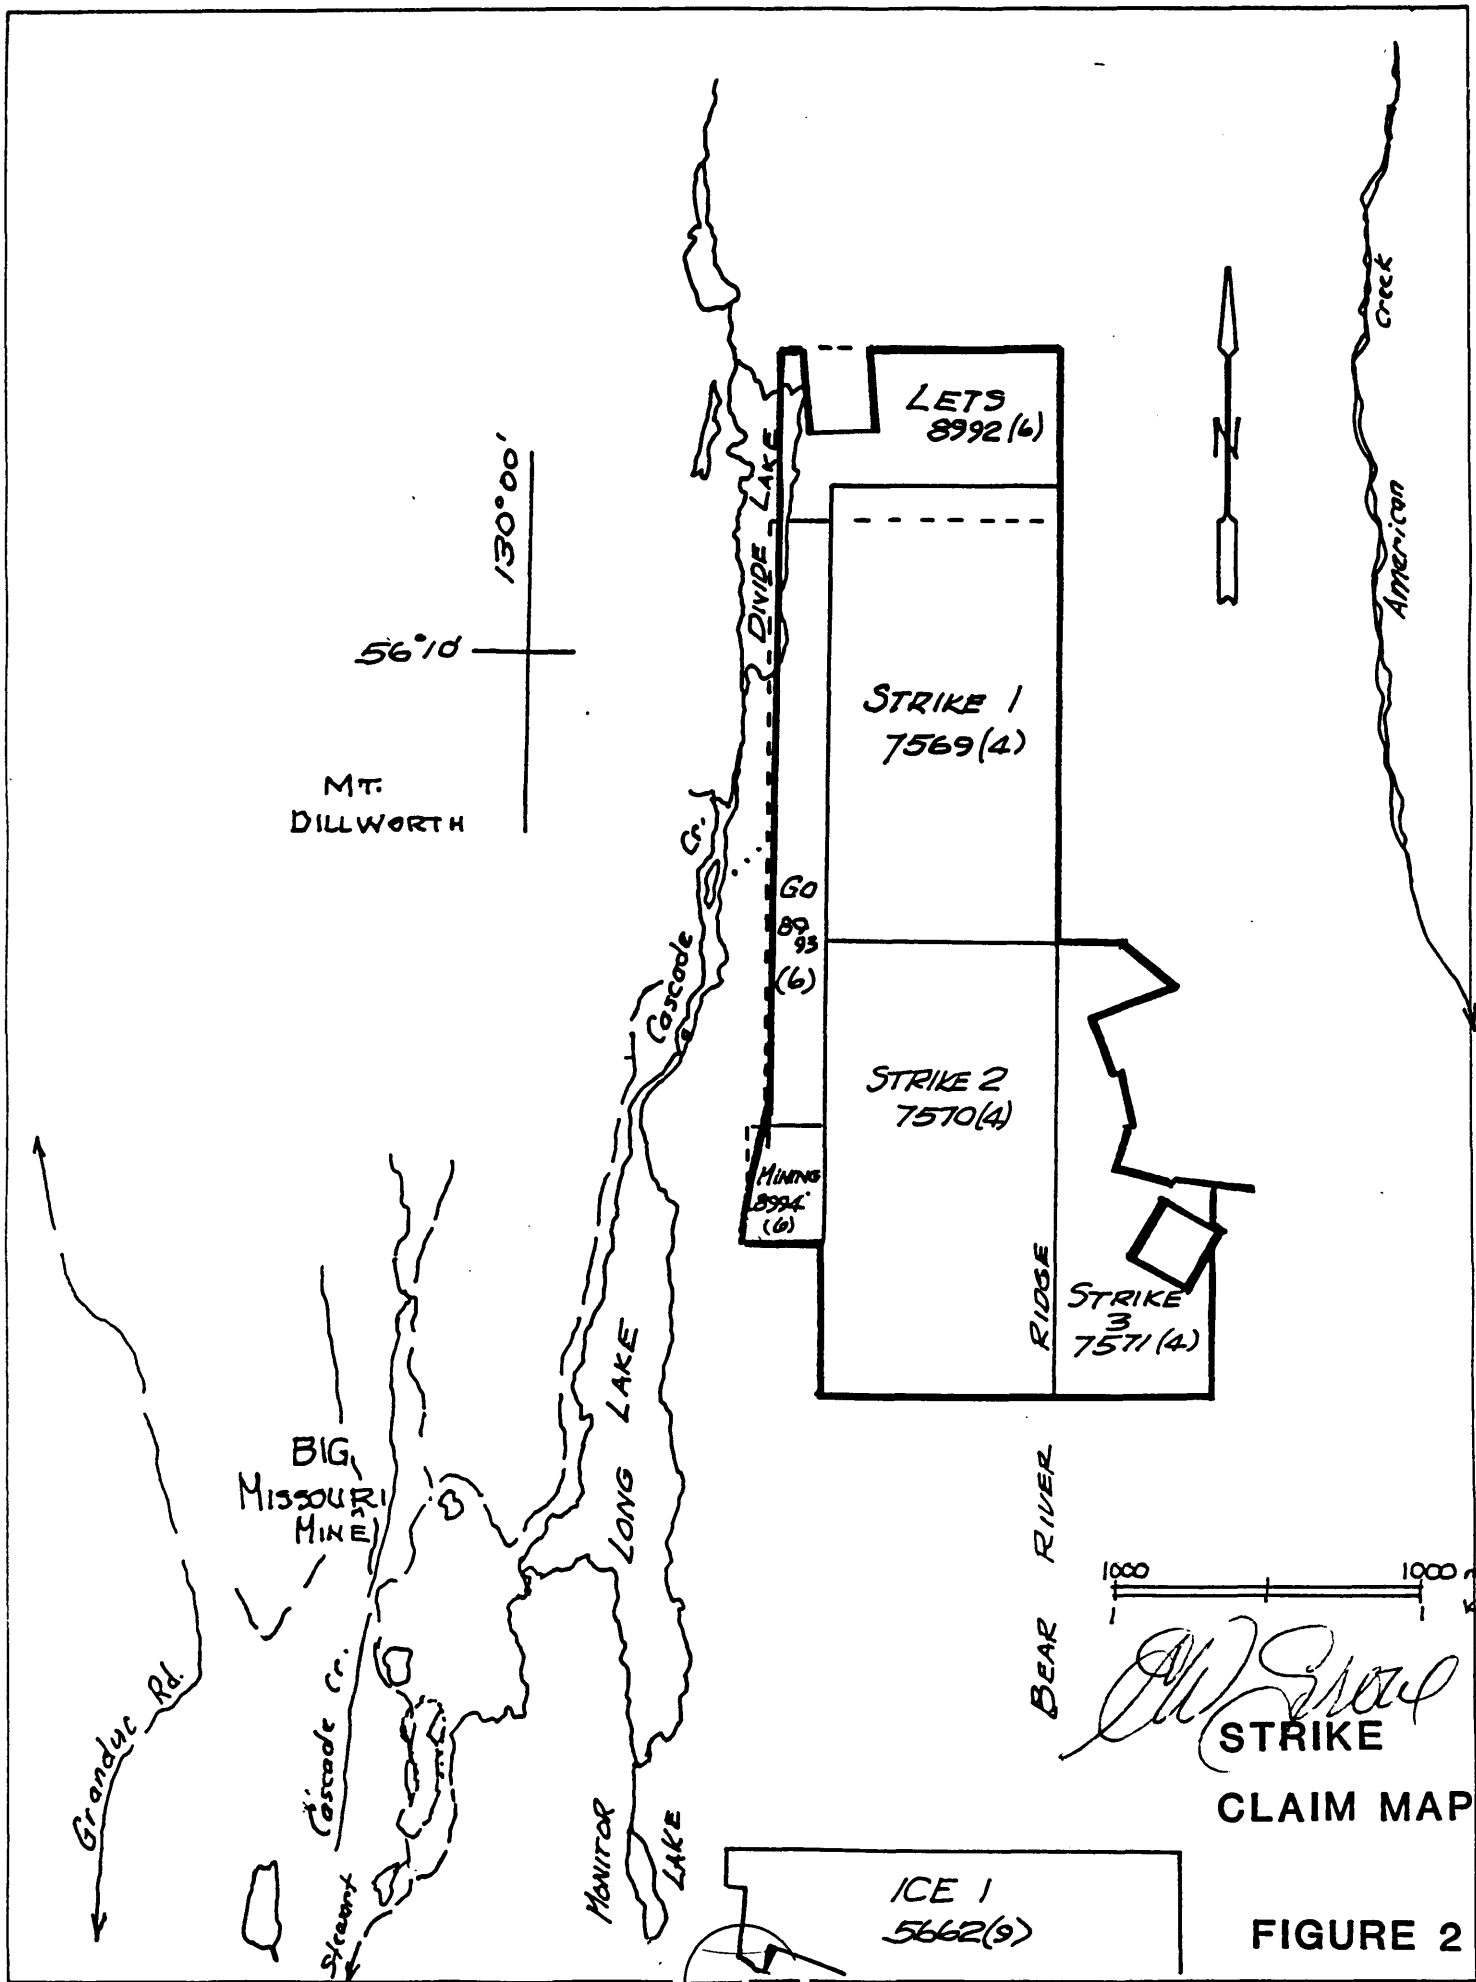 Creek
American
N
LETS
8992(6)
130°00'
56°10'
DIVIDE LAKE
STRIKE 1
7569(4)
MT.
DILLWORTH
Cascade Cr.
GO
89
93
(6)
STRIKE 2
7570(4)
MINING
8994
(6)
STRIKE
3
7571(4)
BEAR RIVER RIDGE
LONG LAKE
BIG
MISSOURI
MINE
1000
1000
Granduc Rd.
Cascade Cr.
STRIKE
CLAIM MAP
MONITOR
LAKE
Stewart
ICE 1
5662(9)
FIGURE 2